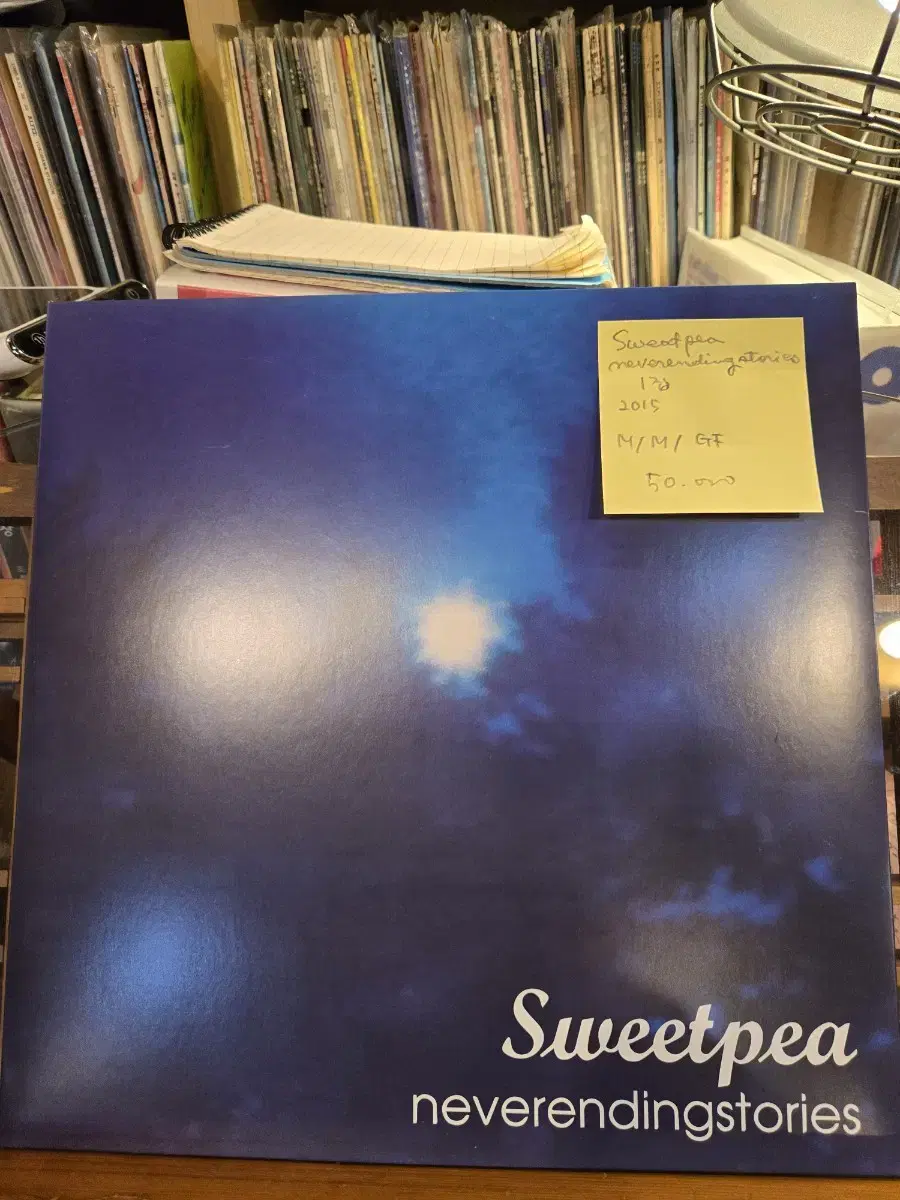 Sweetpea
neverendingstories
1집
2015
M/M/ GF
50.000
Sweetpea
neverendingstories